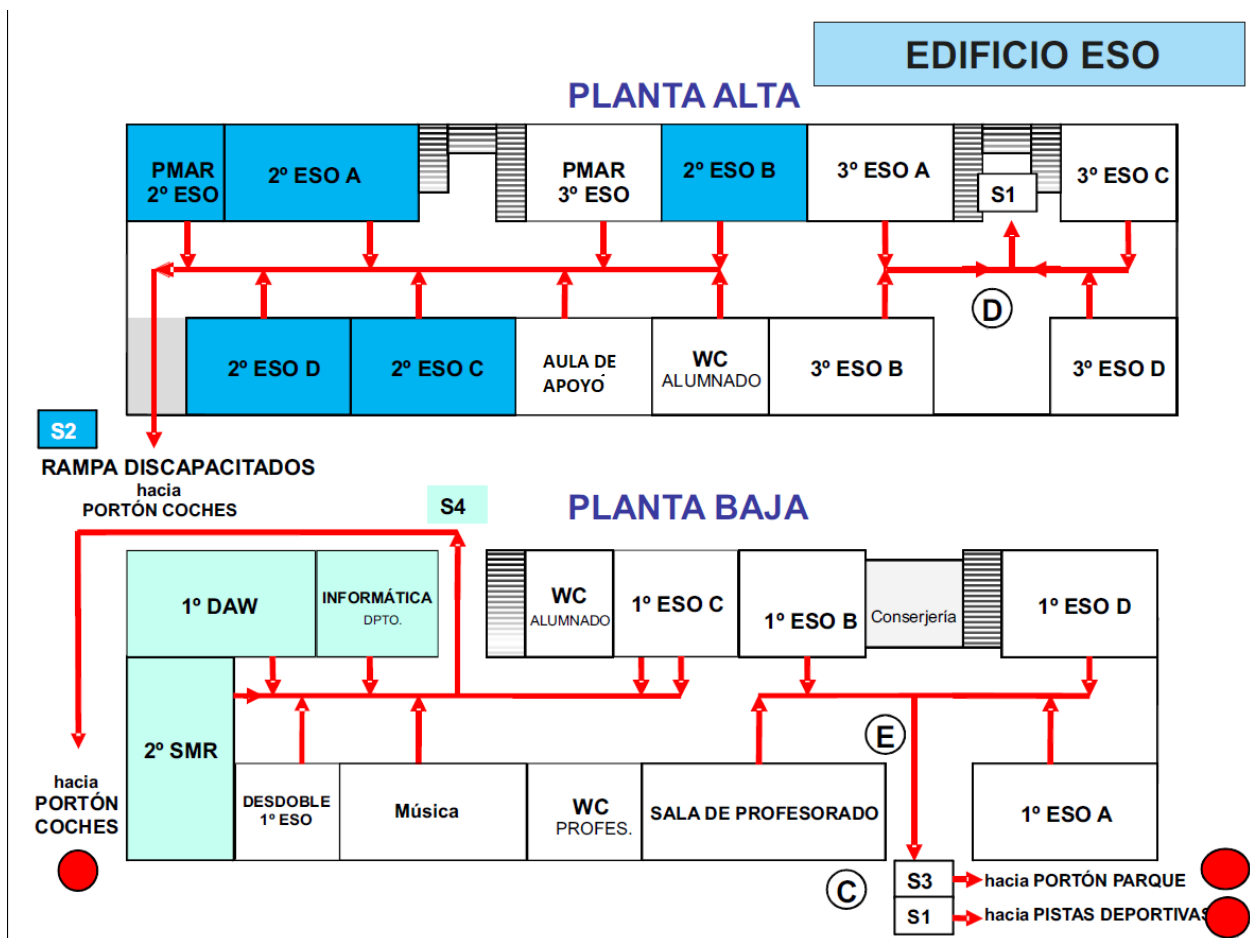 EDIFICIO ESO
PLANTA ALTA
PMAR
2º ESO
2º ESO A
PMAR
3º ESO
2º ESO B
3º ESO A
S1
3º ESO C
D
2º ESO D
2º ESO C
AULA DE
APOYO
WC
ALUMNADO
3º ESO B
3º ESO D
S2
RAMPA DISCAPACITADOS
hacia
PORTÓN COCHES
S4
PLANTA BAJA
1º DAW
INFORMÁTICA
DPTO.
WC
ALUMNADO
1º ESO C
1º ESO B
Conserjería
1º ESO D
E
2º SMR
hacia
PORTÓN
COCHES
DESDOBLE
1º ESO
Música
WC
PROFES.
SALA DE PROFESORADO
1º ESO A
C
S3
hacia PORTÓN PARQUE
S1
hacia PISTAS DEPORTIVAS